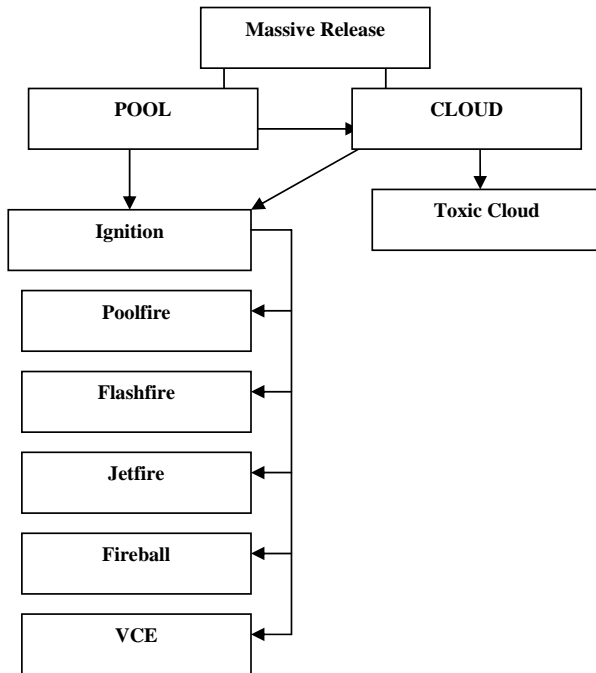 Massive Release
POOL
CLOUD
Ignition
Toxic Cloud
Poolfire
Flashfire
Jetfire
Fireball
VCE